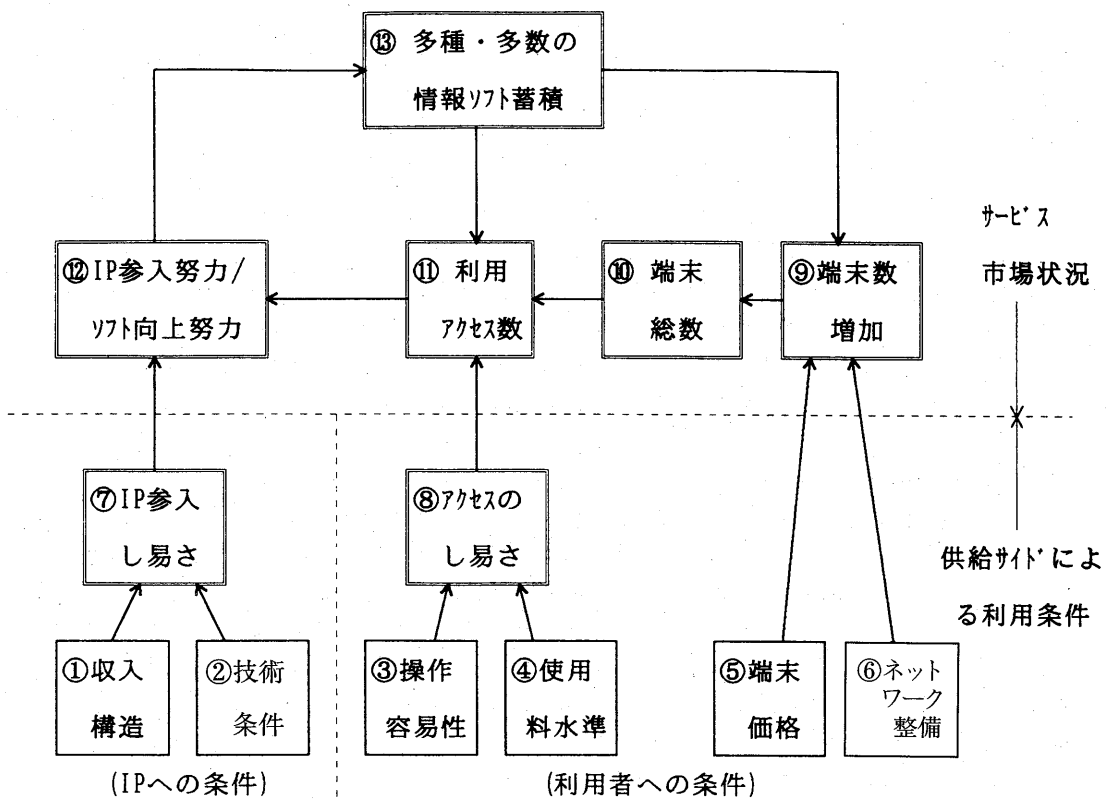 ⑬ 多種・多数の
情報ｿﾌﾄ蓄積
ｻｰﾋﾞｽ
市場状況
⑫IP参入努力/
ｿﾌﾄ向上努力
⑪ 利用
ｱｸｾｽ数
⑩ 端末
総数
⑨端末数
増加
⑦IP参入
し易さ
⑧ｱｸｾｽの
し易さ
供給ｻｲﾄﾞによ
る利用条件
①収入
構造
②技術
条件
③操作
容易性
④使用
料水準
⑤端末
価格
⑥ネット
ワーク
整備
(IPへの条件)
(利用者への条件)